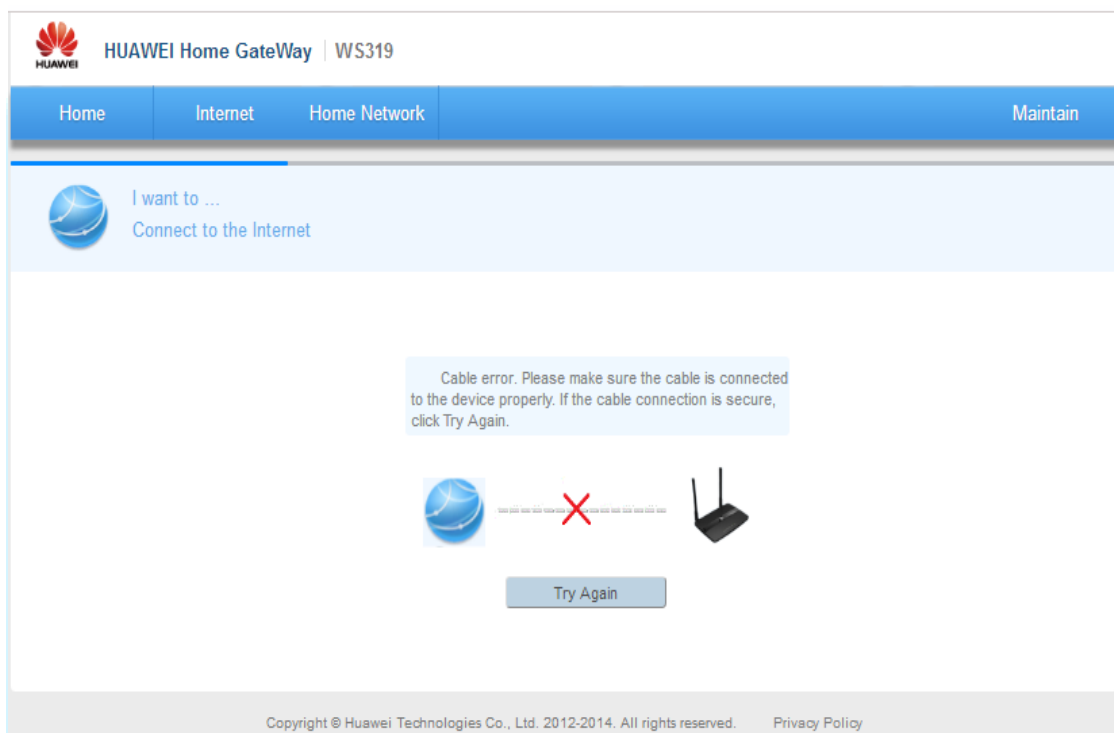 HUAWEI
HUAWEI Home GateWay WS319
Home Internet Home Network Maintain
I want to ...
Connect to the Internet
Cable error. Please make sure the cable is connected
to the device properly. If the cable connection is secure,
click Try Again.
Try Again
Copyright © Huawei Technologies Co., Ltd. 2012-2014. All rights reserved. Privacy Policy